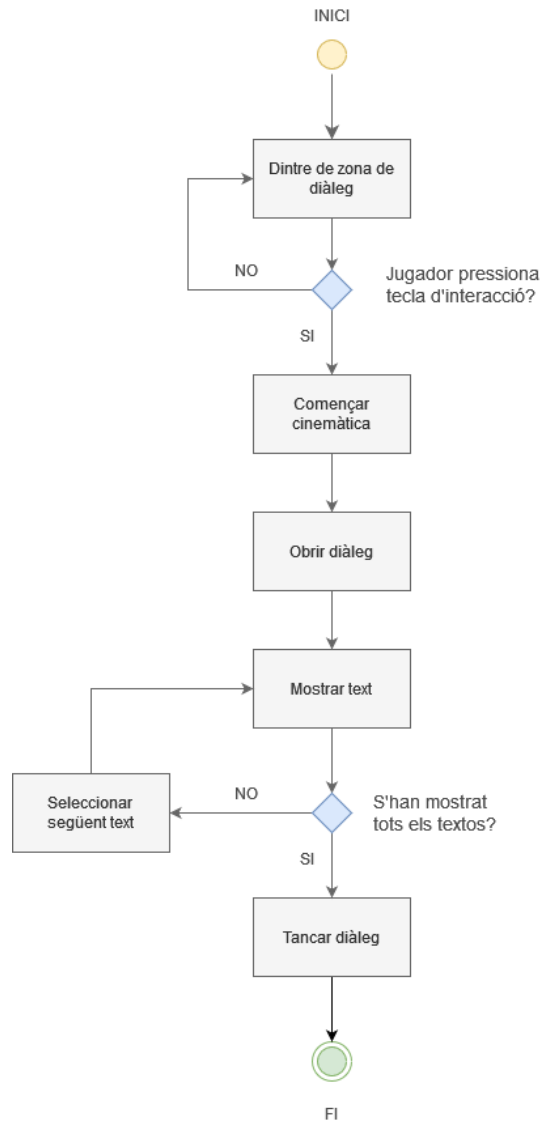 INICI
Dintre de zona de
diàleg
NO
Jugador pressiona
tecla d'interacció?
SI
Començar
cinemàtica
Obrir diàleg
Mostrar text
Seleccionar
següent text
NO
S'han mostrat
tots els textos?
SI
Tancar diàleg
FI